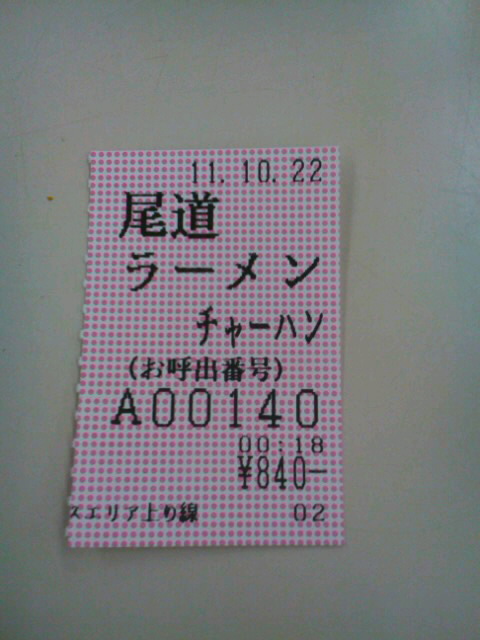 11.10.22
尾道
ラーメン
チャーハン
(お呼出番号)
A00140
00:18
¥840-
スエリア上り線 02